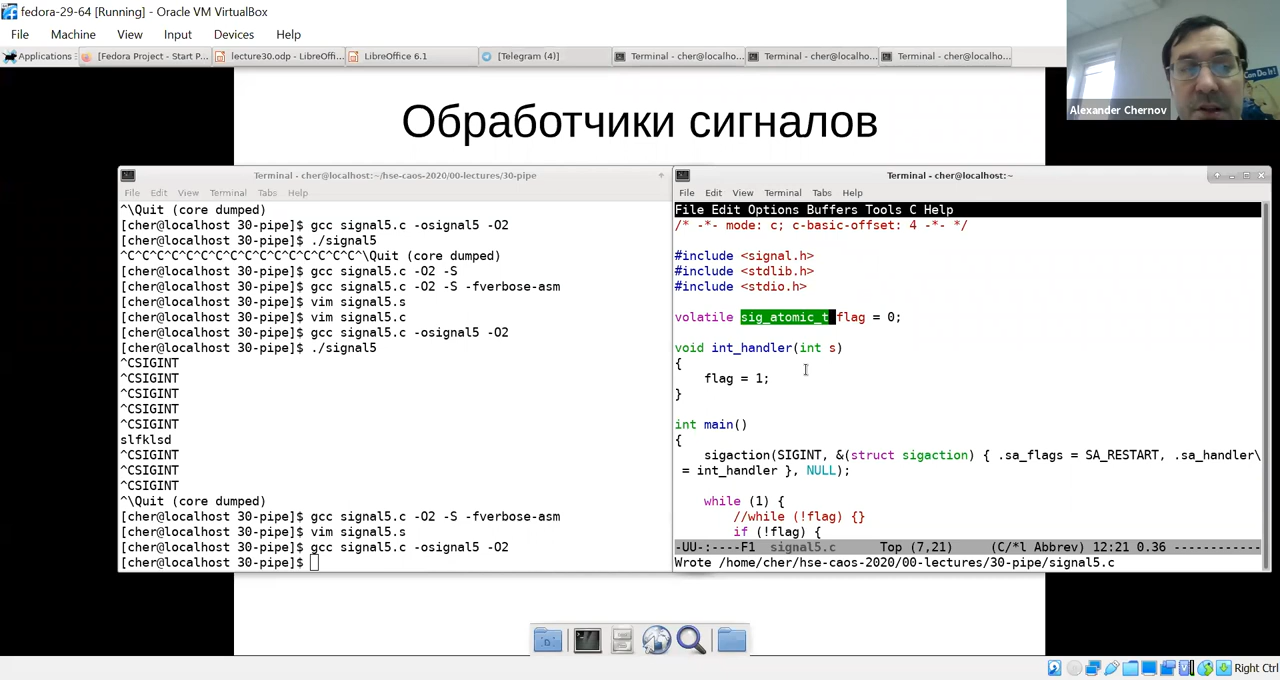 fedora-29-64 [Running] - Oracle VM VirtualBox
File Machine View Input Devices Help
Applications : [Fedora Project - Start P... lecture30.odp - LibreOffi... LibreOffice 6.1 [Telegram (4)] Terminal - cher@localho... Terminal - cher@localho... Terminal - cher@localho...
Can Do It!
Alexander Chernov
Обработчики сигналов
Terminal - cher@localhost:~/hse-caos-2020/00-lectures/30-pipe
File Edit View Terminal Tabs Help
^\Quit (core dumped)
[cher@localhost 30-pipe]$ gcc signal5.c -osignal5 -O2
[cher@localhost 30-pipe]$ ./signal5
^C^C^C^C^C^C^C^C^C^C^C^C^C^C^C^C^\Quit (core dumped)
[cher@localhost 30-pipe]$ gcc signal5.c -O2 -S
[cher@localhost 30-pipe]$ gcc signal5.c -O2 -S -fverbose-asm
[cher@localhost 30-pipe]$ vim signal5.s
[cher@localhost 30-pipe]$ vim signal5.c
[cher@localhost 30-pipe]$ gcc signal5.c -osignal5 -O2
[cher@localhost 30-pipe]$ ./signal5
^CSIGINT
^CSIGINT
^CSIGINT
^CSIGINT
^CSIGINT
slfklsd
^CSIGINT
^CSIGINT
^CSIGINT
^\Quit (core dumped)
[cher@localhost 30-pipe]$ gcc signal5.c -O2 -S -fverbose-asm
[cher@localhost 30-pipe]$ vim signal5.s
[cher@localhost 30-pipe]$ gcc signal5.c -osignal5 -O2
[cher@localhost 30-pipe]$
Terminal - cher@localhost:~
File Edit View Terminal Tabs Help
File Edit Options Buffers Tools C Help
/* -*- mode: c; c-basic-offset: 4 -*- */
#include <signal.h>
#include <stdlib.h>
#include <stdio.h>
volatile sig_atomic_t flag = 0;
void int_handler(int s)
{
flag = 1;
}
int main()
{
sigaction(SIGINT, &(struct sigaction) { .sa_flags = SA_RESTART, .sa_handler\
= int_handler }, NULL);
while (1) {
//while (!flag) {}
if (!flag) {
-UU-:----F1 signal5.c Top (7,21) (C/*l Abbrev) 12:21 0.36 ------------
Wrote /home/cher/hse-caos-2020/00-lectures/30-pipe/signal5.c
Right Ctrl